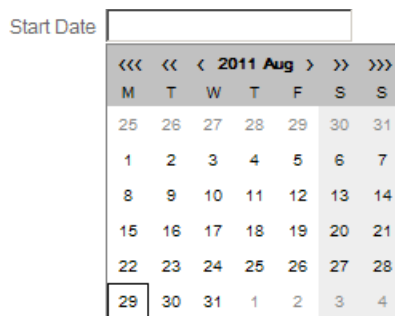 Start Date
‹‹‹ ‹‹ ‹ 2011 Aug › ›› ›››
M T W T F S S
25 26 27 28 29 30 31
1 2 3 4 5 6 7
8 9 10 11 12 13 14
15 16 17 18 19 20 21
22 23 24 25 26 27 28
29 30 31 1 2 3 4